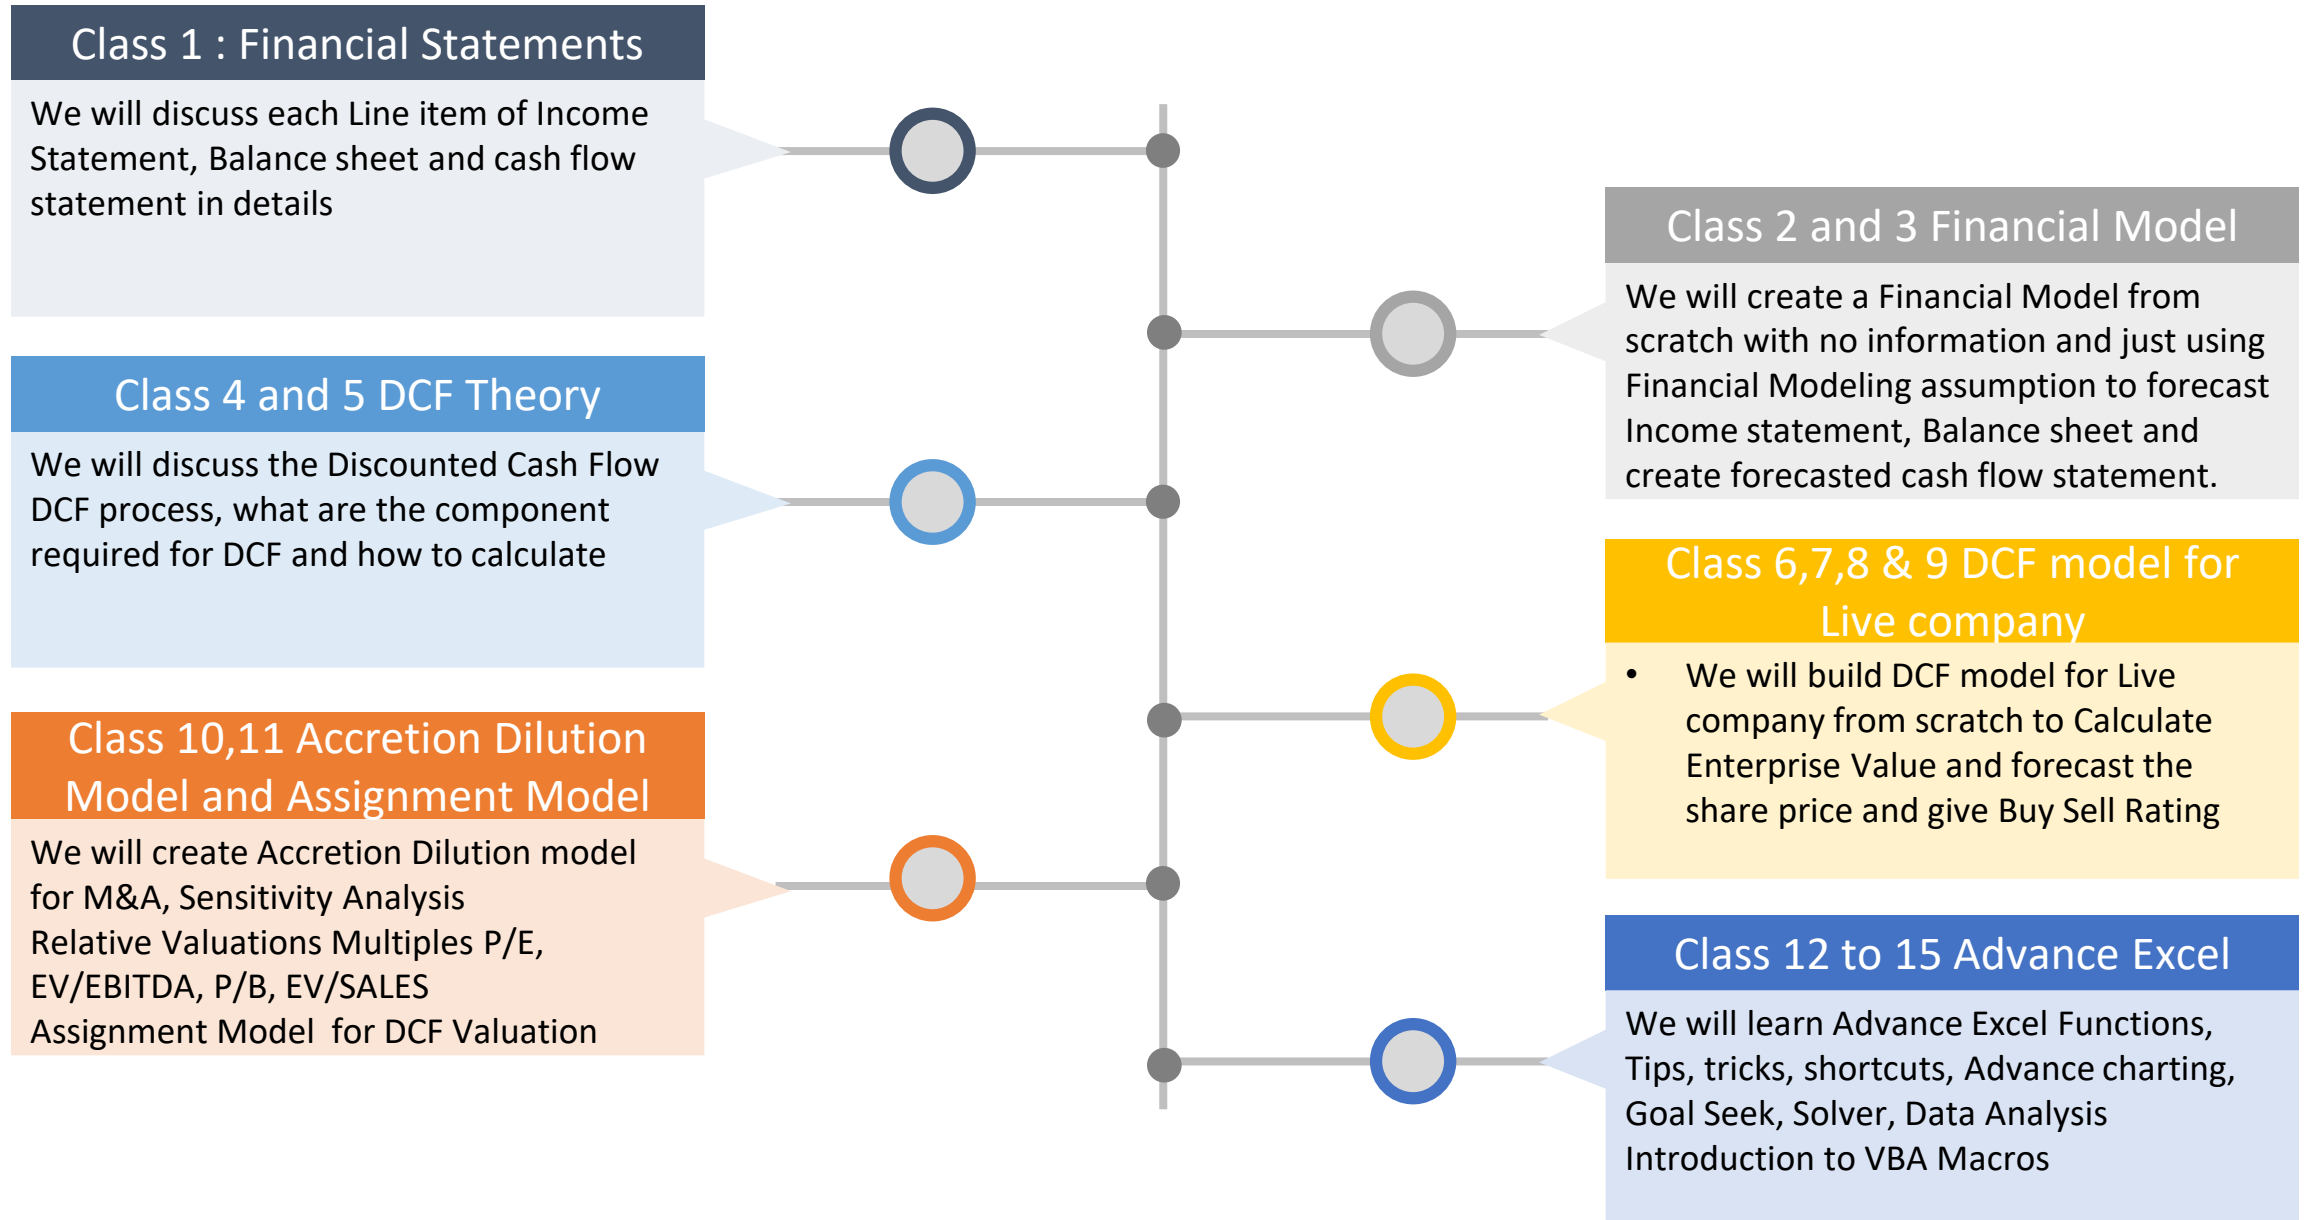 Class 1 : Financial Statements
We will discuss each Line item of Income
Statement, Balance sheet and cash flow
statement in details
Class 2 and 3 Financial Model
We will create a Financial Model from
scratch with no information and just using
Financial Modeling assumption to forecast
Income statement, Balance sheet and
create forecasted cash flow statement.
Class 4 and 5 DCF Theory
We will discuss the Discounted Cash Flow
DCF process, what are the component
required for DCF and how to calculate
Class 6,7,8 & 9 DCF model for
Live company
• We will build DCF model for Live
company from scratch to Calculate
Enterprise Value and forecast the
share price and give Buy Sell Rating
Class 10,11 Accretion Dilution
Model and Assignment Model
We will create Accretion Dilution model
for M&A, Sensitivity Analysis
Relative Valuations Multiples P/E,
EV/EBITDA, P/B, EV/SALES
Assignment Model  for DCF Valuation
Class 12 to 15 Advance Excel
We will learn Advance Excel Functions,
Tips, tricks, shortcuts, Advance charting,
Goal Seek, Solver, Data Analysis
Introduction to VBA Macros